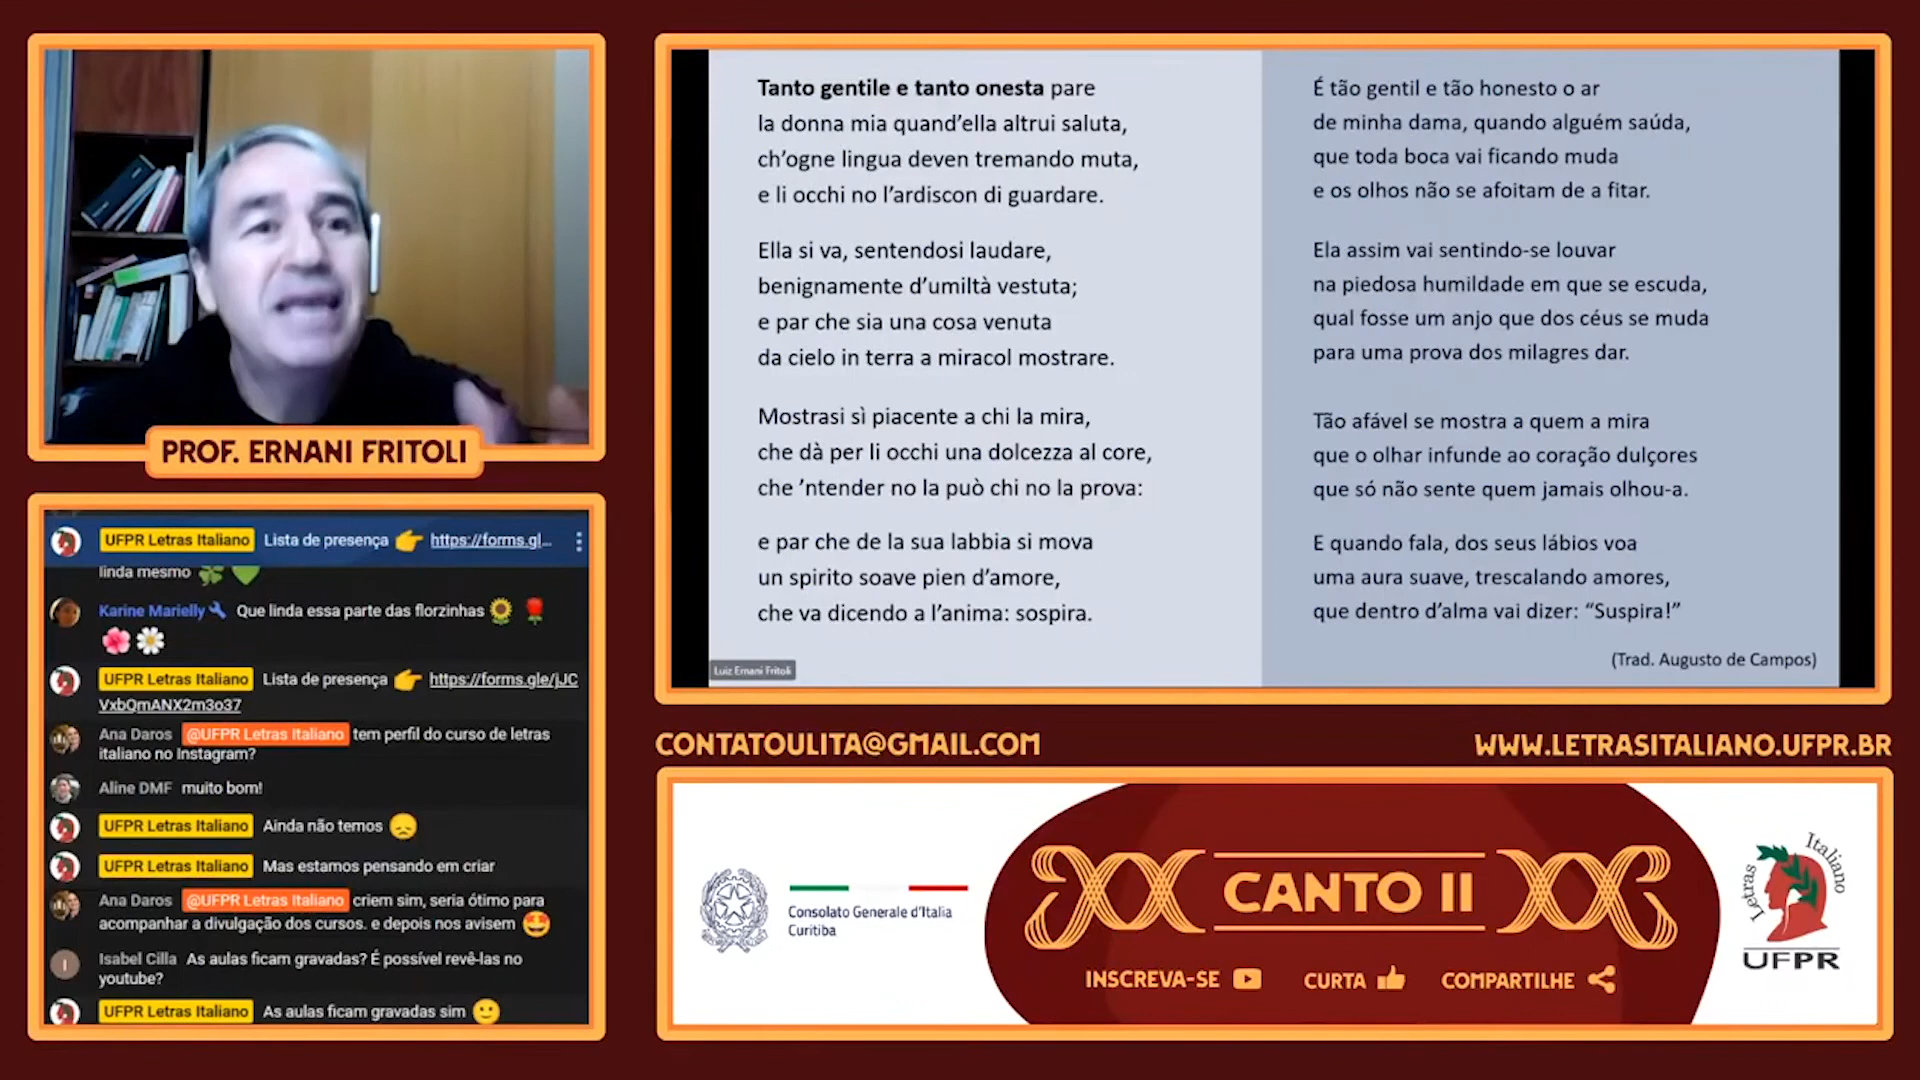 PROF. ERNANI FRITOLI
UFPR Letras Italiano Lista de presença https://forms.gl...
linda mesmo
Karine Marielly Que linda essa parte das florzinhas
UFPR Letras Italiano Lista de presença https://forms.gle/jJC
VxbQmANX2m3o37
Ana Daros @UFPR Letras Italiano tem perfil do curso de letras
italiano no Instagram?
Aline DMF muito bom!
UFPR Letras Italiano Ainda não temos
UFPR Letras Italiano Mas estamos pensando em criar
Ana Daros @UFPR Letras Italiano criem sim, seria ótimo para
acompanhar a divulgação dos cursos. e depois nos avisem
I
Isabel Cilla As aulas ficam gravadas? É possível revê-las no
youtube?
UFPR Letras Italiano As aulas ficam gravadas sim
Tanto gentile e tanto onesta pare
la donna mia quand'ella altrui saluta,
ch'ogne lingua deven tremando muta,
e li occhi no l'ardiscon di guardare.
Ella si va, sentendosi laudare,
benignamente d'umiltà vestuta;
e par che sia una cosa venuta
da cielo in terra a miracol mostrare.
Mostrasi sì piacente a chi la mira,
che dà per li occhi una dolcezza al core,
che 'ntender no la può chi no la prova:
e par che de la sua labbia si mova
un spirito soave pien d'amore,
che va dicendo a l'anima: sospira.
Luiz Ernani Fritoli
É tão gentil e tão honesto o ar
de minha dama, quando alguém saúda,
que toda boca vai ficando muda
e os olhos não se afoitam de a fitar.
Ela assim vai sentindo-se louvar
na piedosa humildade em que se escuda,
qual fosse um anjo que dos céus se muda
para uma prova dos milagres dar.
Tão afável se mostra a quem a mira
que o olhar infunde ao coração dulçores
que só não sente quem jamais olhou-a.
E quando fala, dos seus lábios voa
uma aura suave, trescalando amores,
que dentro d'alma vai dizer: “Suspira!”
(Trad. Augusto de Campos)
CONTATOULITA@GMAIL.COM
WWW.LETRASITALIANO.UFPR.BR
Consolato Generale d'Italia
Curitiba
CANTO II
INSCREVA-SE
CURTA
COMPARTILHE
Letras Italiano
UFPR